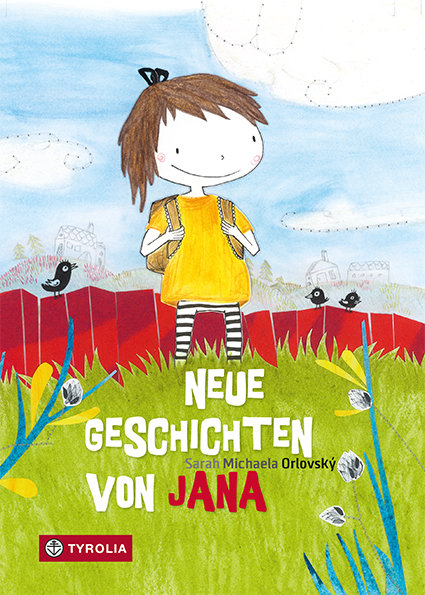 NEUE
GESCHICHTEN
Sarah Michaela Orlovský
VON JANA
TYROLIA